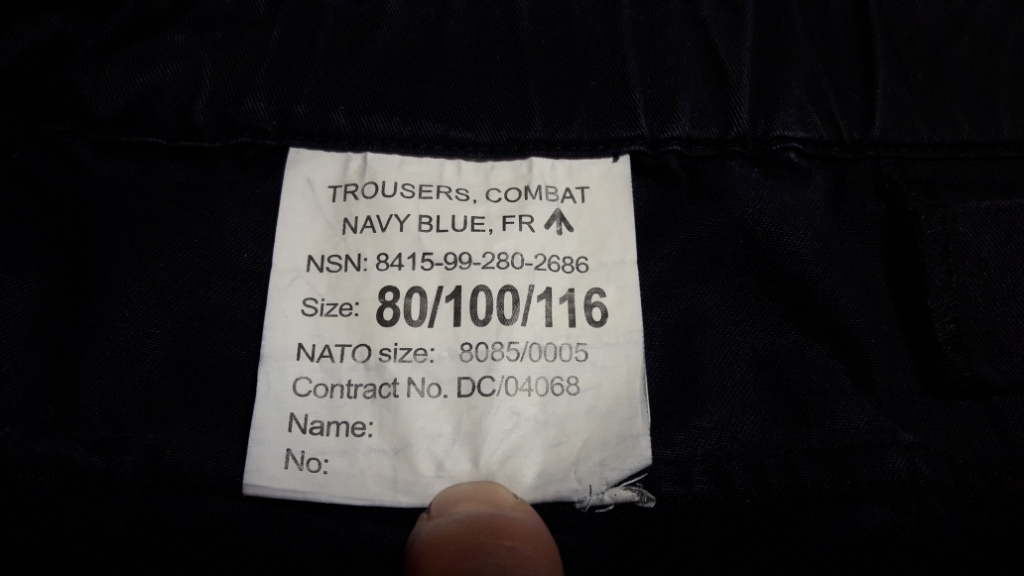 TROUSERS, COMBAT
NAVY BLUE, FR
NSN: 8415-99-280-2686
Size: 80/100/116
NATO size: 8085/0005
Contract No. DC/04068
Name:
No: